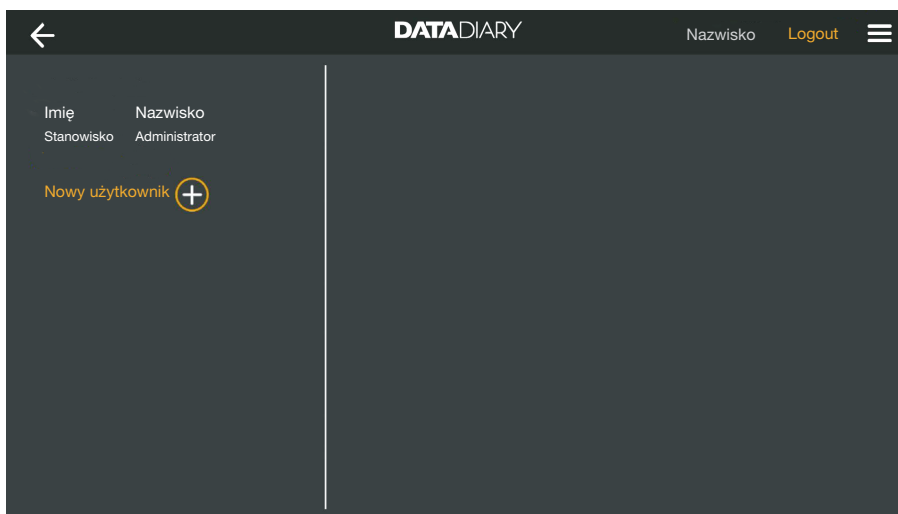 DATADIARY
Nazwisko Logout
Imię Nazwisko
Stanowisko Administrator
Nowy użytkownik